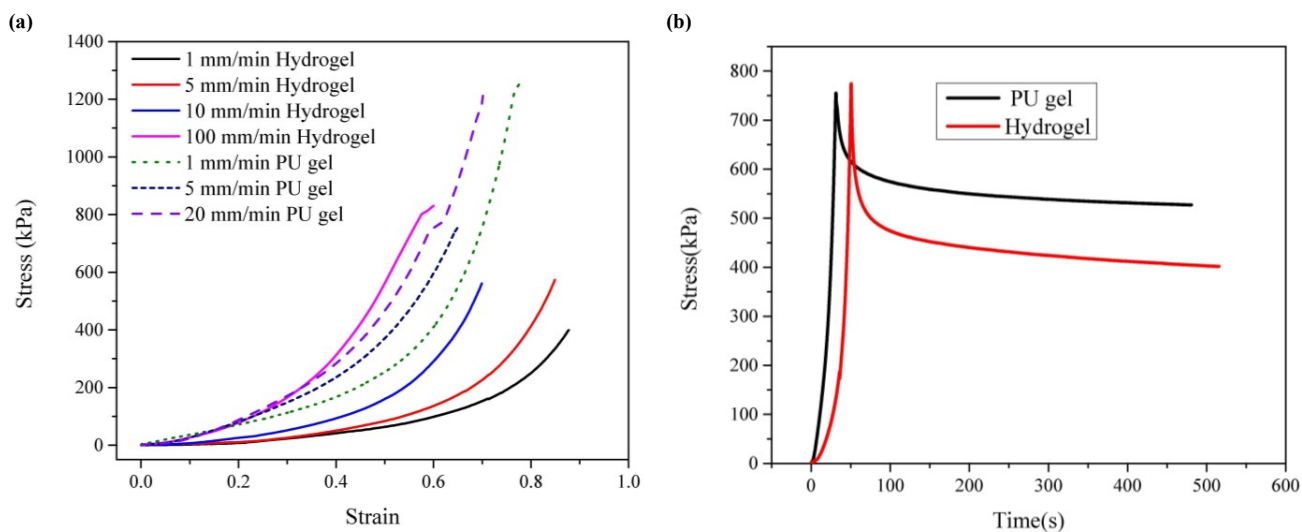 (a)
1400
1200
1000
800
600
400
200
0
Stress (kPa)
1 mm/min Hydrogel
5 mm/min Hydrogel
10 mm/min Hydrogel
100 mm/min Hydrogel
1 mm/min PU gel
5 mm/min PU gel
20 mm/min PU gel
0.0 0.2 0.4 0.6 0.8 1.0
Strain
(b)
800
700
600
500
400
300
200
100
0
Stress(kPa)
PU gel
Hydrogel
0 100 200 300 400 500 600
Time(s)